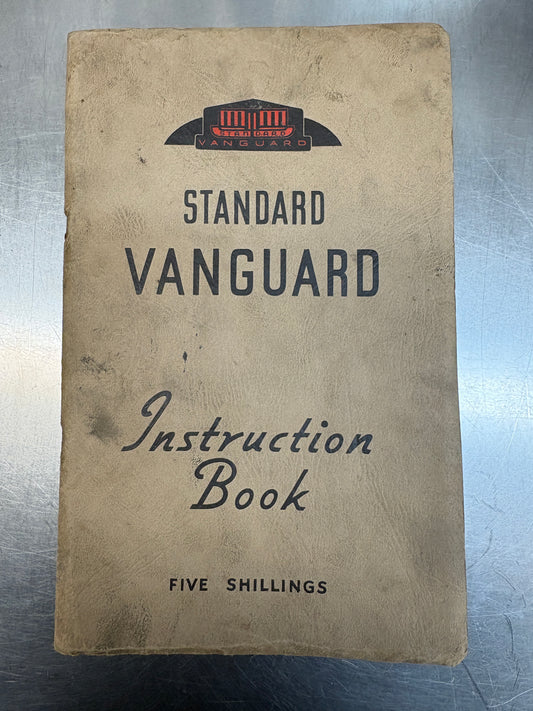 STANDARD
VANGUARD
STANDARD
VANGUARD
Instruction
Book
FIVE SHILLINGS